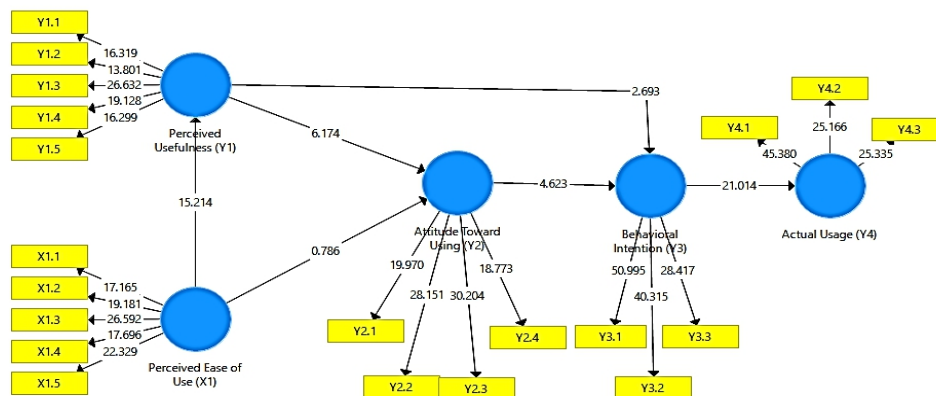 Y1.1
Y1.2
Y1.3
Y1.4
Y1.5
16.319
13.801
26.632
19.128
16.299
Perceived
Usefulness (Y1)
2.693
6.174
15.214
0.786
X1.1
X1.2
X1.3
X1.4
X1.5
17.165
19.181
26.592
17.696
22.329
Perceived Ease of
Use (X1)
Attitude Toward
Using (Y2)
4.623
19.970
28.151
30.204
18.773
Y2.1
Y2.2
Y2.3
Y2.4
Behavioral
Intention (Y3)
21.014
50.995
40.315
28.417
Y3.1
Y3.2
Y3.3
Y4.1
Y4.2
Y4.3
45.380
25.166
25.335
Actual Usage (Y4)